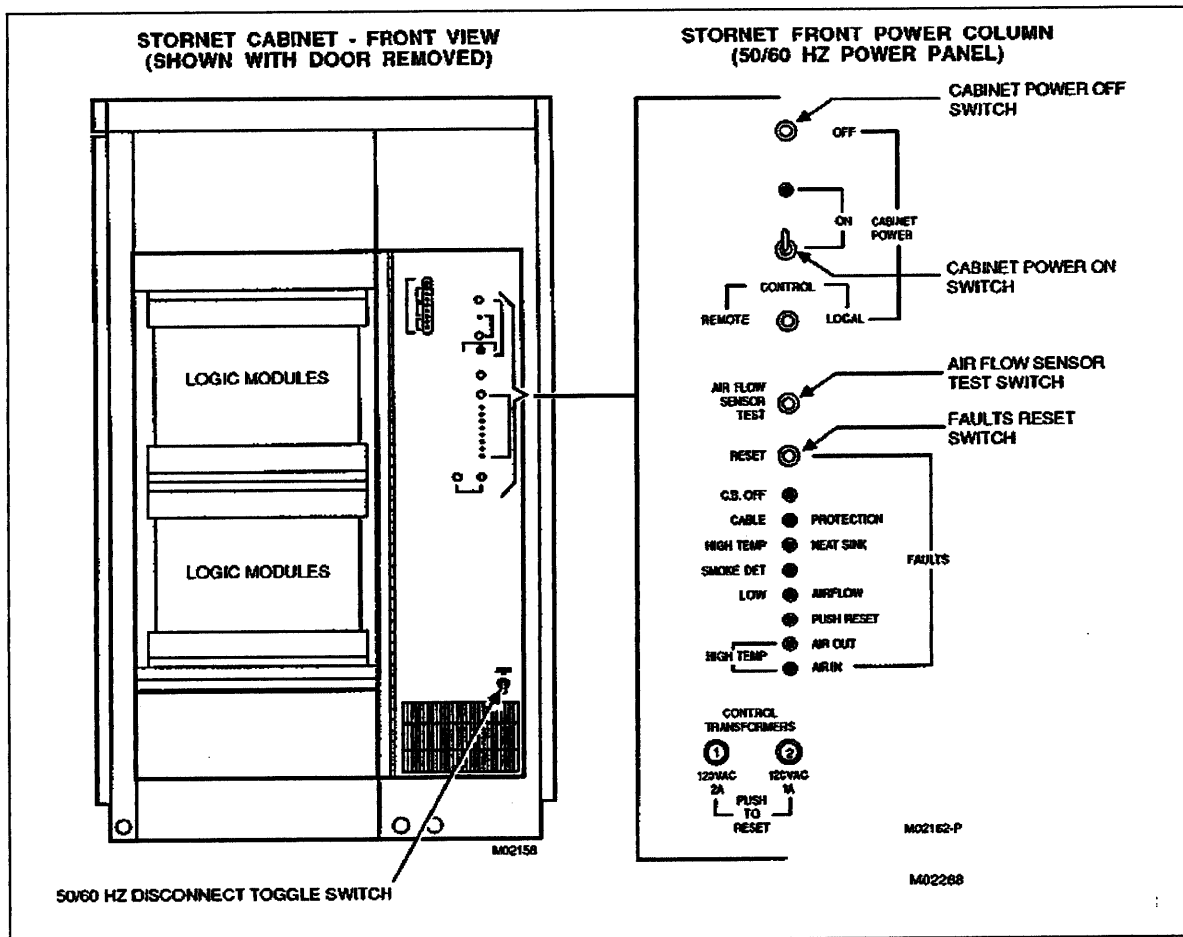 STORNET CABINET - FRONT VIEW
(SHOWN WITH DOOR REMOVED)
LOGIC MODULES
LOGIC MODULES
M02158
50/60 HZ DISCONNECT TOGGLE SWITCH
STORNET FRONT POWER COLUMN
(50/60 HZ POWER PANEL)
CABINET POWER OFF
SWITCH
OFF
ON
CABINET
POWER
CABINET POWER ON
SWITCH
CONTROL
REMOTE
LOCAL
AIR FLOW
SENSOR
TEST
AIR FLOW SENSOR
TEST SWITCH
FAULTS RESET
SWITCH
RESET
C.B. OFF
CABLE PROTECTION
HIGH TEMP HEAT SINK
SMOKE DET
LOW AIRFLOW
PUSH RESET
AIR OUT
HIGH TEMP
AIR IN
FAULTS
CONTROL
TRANSFORMERS
1 2
120VAC 120VAC
2A 1A
PUSH
TO
RESET
M02162-P
M02288